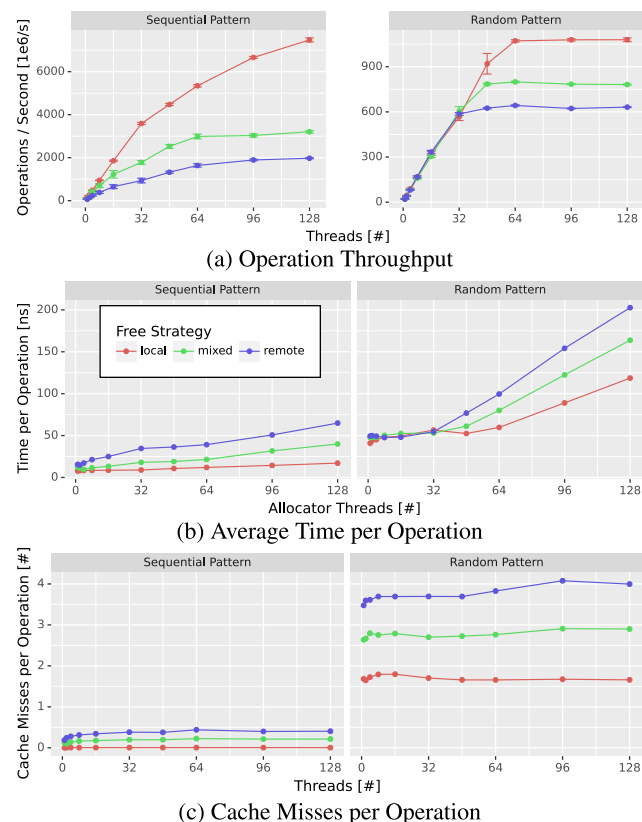 Sequential Pattern
Random Pattern
Operations / Second [1e6/s]
6000
4000
2000
0
900
600
300
0
0 32 64 96 128
0 32 64 96 128
Threads [#]
(a) Operation Throughput
Sequential Pattern
Random Pattern
Time per Operation [ns]
200
150
100
50
0
Free Strategy
local mixed remote
0 32 64 96 128
0 32 64 96 128
Allocator Threads [#]
(b) Average Time per Operation
Sequential Pattern
Random Pattern
Cache Misses per Operation [#]
4
3
2
1
0
0 32 64 96 128
0 32 64 96 128
Threads [#]
(c) Cache Misses per Operation